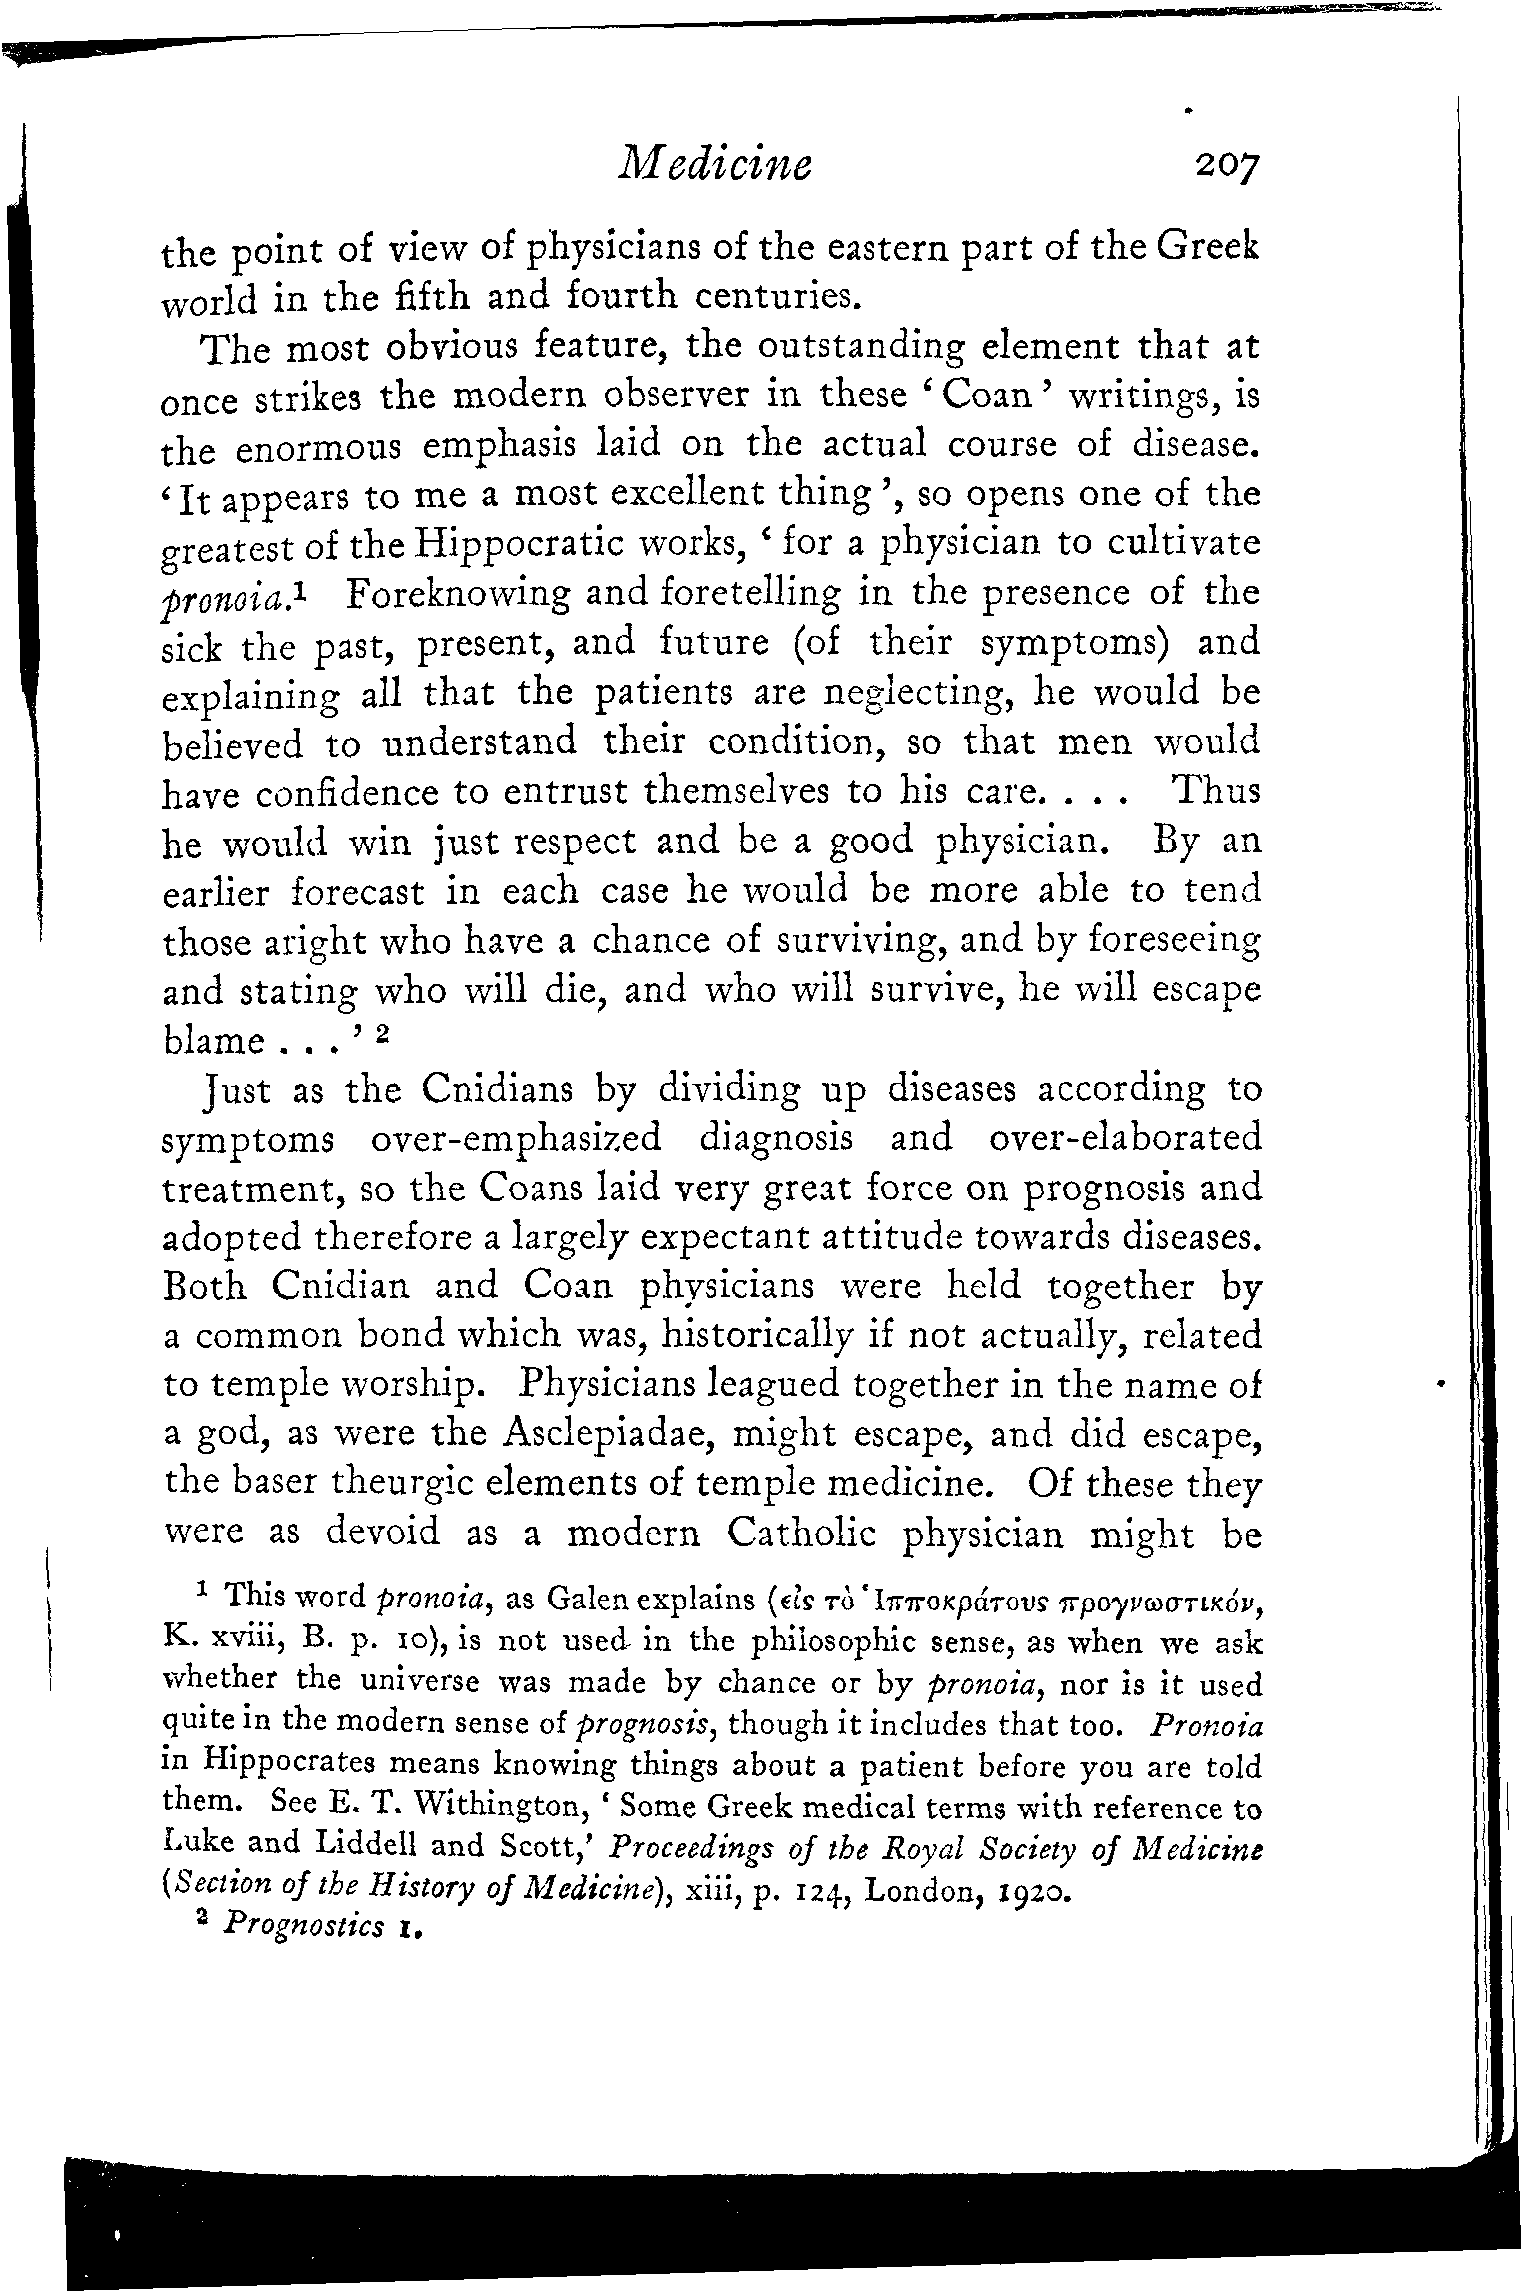 Medicine 207
the point of view of physicians of the eastern part of the Greek
world in the fifth and fourth centuries.
The most obvious feature, the outstanding element that at
once strikes the modern observer in these ‘ Coan ’ writings, is
the enormous emphasis laid on the actual course of disease.
‘ It appears to me a most excellent thing ’, so opens one of the
greatest of the Hippocratic works, ‘ for a physician to cultivate
pronoia.¹ Foreknowing and foretelling in the presence of the
sick the past, present, and future (of their symptoms) and
explaining all that the patients are neglecting, he would be
believed to understand their condition, so that men would
have confidence to entrust themselves to his care. . . . Thus
he would win just respect and be a good physician. By an
earlier forecast in each case he would be more able to tend
those aright who have a chance of surviving, and by foreseeing
and stating who will die, and who will survive, he will escape
blame . . . ’ ²
Just as the Cnidians by dividing up diseases according to
symptoms over-emphasized diagnosis and over-elaborated
treatment, so the Coans laid very great force on prognosis and
adopted therefore a largely expectant attitude towards diseases.
Both Cnidian and Coan physicians were held together by
a common bond which was, historically if not actually, related
to temple worship. Physicians leagued together in the name of
a god, as were the Asclepiadae, might escape, and did escape,
the baser theurgic elements of temple medicine. Of these they
were as devoid as a modern Catholic physician might be
¹ This word pronoia, as Galen explains (εἰς τὸ Ἱπποκράτους προγνωστικόν,
K. xviii, B. p. 10), is not used in the philosophic sense, as when we ask
whether the universe was made by chance or by pronoia, nor is it used
quite in the modern sense of prognosis, though it includes that too. Pronoia
in Hippocrates means knowing things about a patient before you are told
them. See E. T. Withington, ‘ Some Greek medical terms with reference to
Luke and Liddell and Scott,’ Proceedings of the Royal Society of Medicine
(Section of the History of Medicine), xiii, p. 124, London, 1920.
² Prognostics 1.